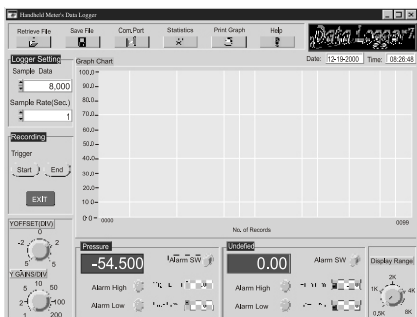 Handheld Meter's Data Logger
Retrieve File Save File Com.Port Statistics Print Graph Help
Data Logger
Logger Setting Graph Chart Date: 12-19-2000 Time: 08:26:48
Sample Data
8,000
Sample Rate(Sec.)
1
Recording
Trigger
Start End
EXIT
100.0
90.0
80.0
70.0
60.0
50.0
40.0
30.0
20.0
10.0
0.0
0000 0099
No. of Records
YOFFSET(DIV)
0
-2 2
5 5
Y GAINS/DIV
10
5 50
2 100
1 200
Pressure
-54.500 Alarm SW
Alarm High
Alarm Low
Undefied
0.00 Alarm SW
Alarm High
Alarm Low
Display Range
2K
1K 4K
0,5K 8K